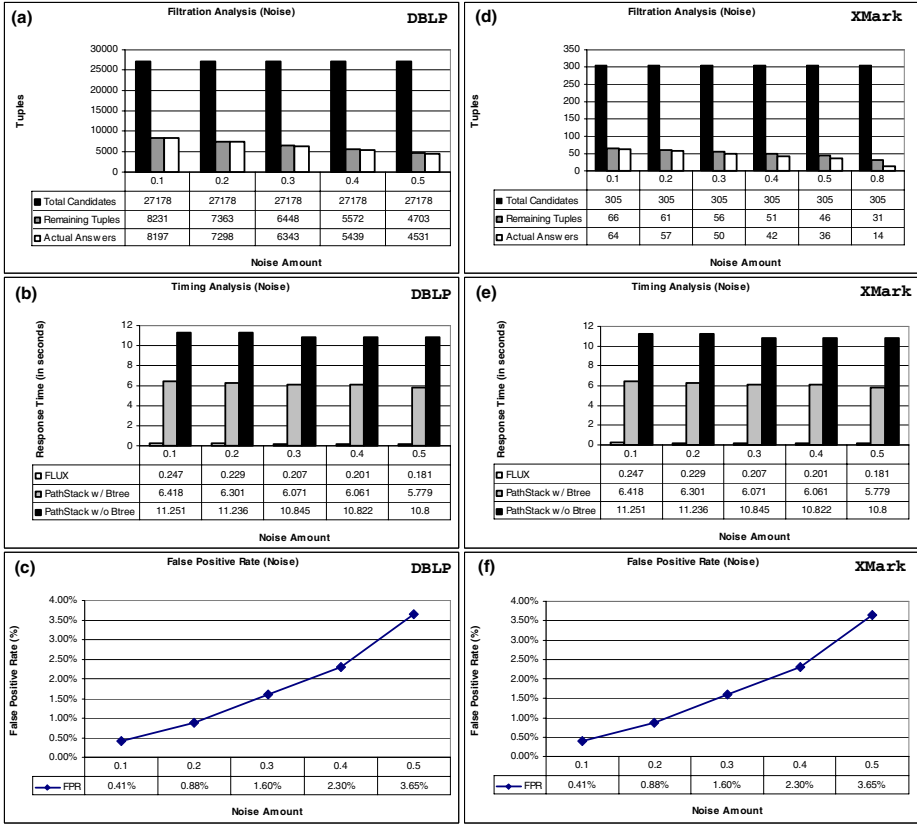 (a) Filtration Analysis (Noise) DBLP
Tuples
30000
25000
20000
15000
10000
5000
0
0.1 0.2 0.3 0.4 0.5
Total Candidates 27178 27178 27178 27178 27178
Remaining Tuples 8231 7363 6448 5572 4703
Actual Answers 8197 7298 6343 5439 4531
Noise Amount
(d) Filtration Analysis (Noise) XMark
Tuples
350
300
250
200
150
100
50
0
0.1 0.2 0.3 0.4 0.5 0.8
Total Candidates 305 305 305 305 305 305
Remaining Tuples 66 61 56 51 46 31
Actual Answers 64 57 50 42 36 14
Noise Amount
(b) Timing Analysis (Noise) DBLP
Response Time (in seconds)
12
10
8
6
4
2
0
0.1 0.2 0.3 0.4 0.5
FLUX 0.247 0.229 0.207 0.201 0.181
PathStack w/ Btree 6.418 6.301 6.071 6.061 5.779
PathStack w/o Btree 11.251 11.236 10.845 10.822 10.8
Noise Amount
(e) Timing Analysis (Noise) XMark
Response Time (in seconds)
12
10
8
6
4
2
0
0.1 0.2 0.3 0.4 0.5
FLUX 0.247 0.229 0.207 0.201 0.181
PathStack w/ Btree 6.418 6.301 6.071 6.061 5.779
PathStack w/o Btree 11.251 11.236 10.845 10.822 10.8
Noise Amount
(c) False Positive Rate (Noise) DBLP
False Positive Rate (%)
4.00%
3.50%
3.00%
2.50%
2.00%
1.50%
1.00%
0.50%
0.00%
0.1 0.2 0.3 0.4 0.5
FPR 0.41% 0.88% 1.60% 2.30% 3.65%
Noise Amount
(f) False Positive Rate (Noise) XMark
False Positive Rate (%)
4.00%
3.50%
3.00%
2.50%
2.00%
1.50%
1.00%
0.50%
0.00%
0.1 0.2 0.3 0.4 0.5
FPR 0.41% 0.88% 1.60% 2.30% 3.65%
Noise Amount